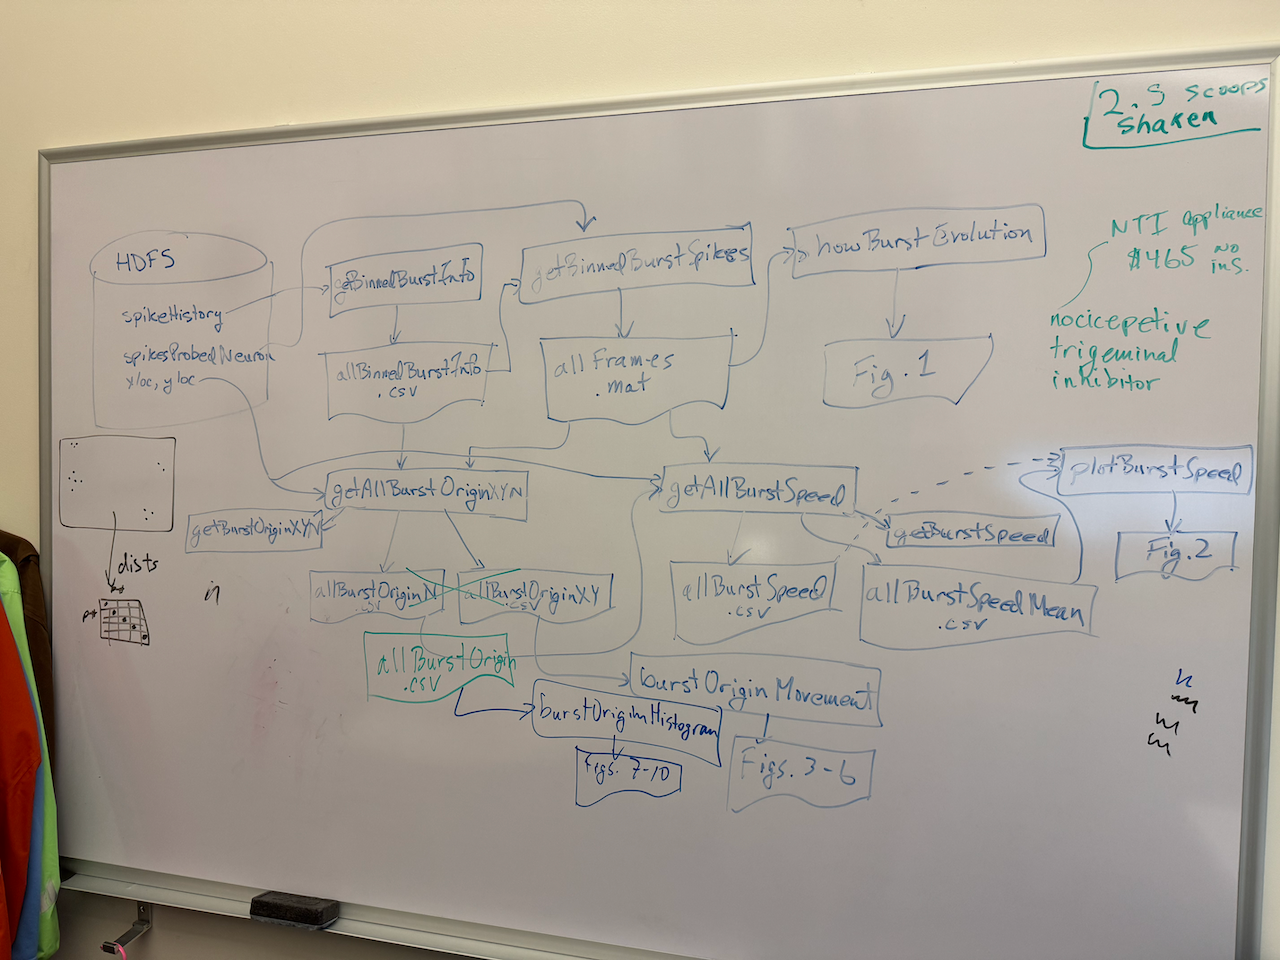 2.5 scoops
shaken
NTI appliance
$465 no
ins.
nocicepetive
trigeminal
inhibitor
HDF5
spikeHistory
spikesProbedNeuron
xloc, yloc
getBinnedBurstInfo
getBinnedBurstSpikes
howBurstEvolution
allBinnedBurstInfo
.csv
allFrames
.mat
Fig. 1
getAllBurstOriginXYN
getAllBurstSpeed
plotBurstSpeed
getBurstOriginXYN
getBurstSpeed
Fig. 2
dists
allBurstOriginN
.csv
allBurstOriginXY
.csv
allBurstSpeed
.csv
allBurstSpeedMean
.csv
allBurstOrigin
.csv
burstOriginMovement
burstOriginHistogram
Figs. 7-10
Figs. 3-6